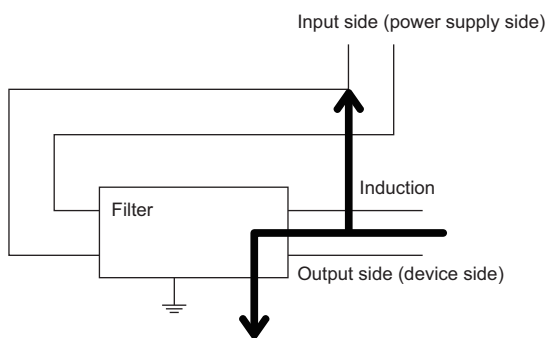 Input side (power supply side)
Induction
Filter
Output side (device side)